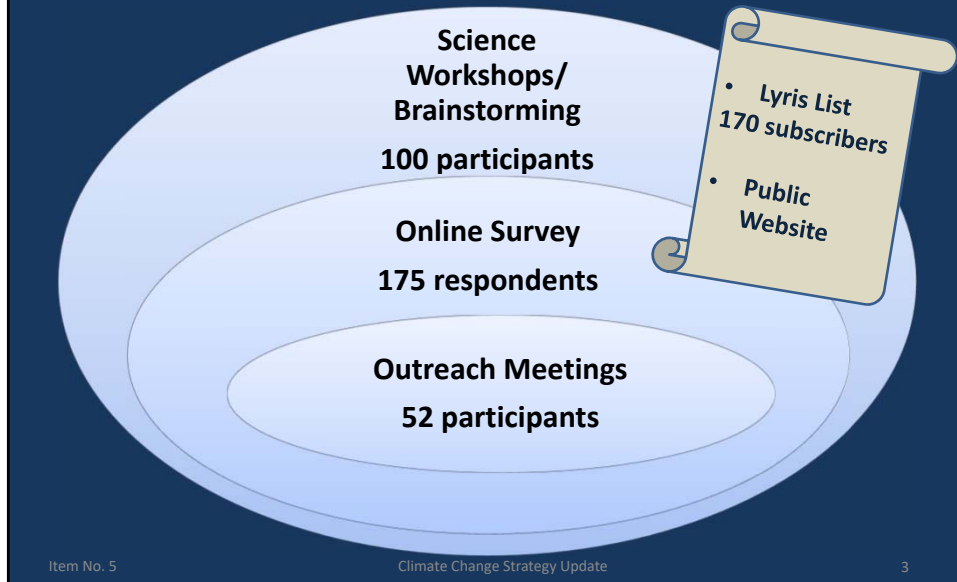 Science
Workshops/
Brainstorming
100 participants
• Lyris List
170 subscribers
• Public
Website
Online Survey
175 respondents
Outreach Meetings
52 participants
Item No. 5
Climate Change Strategy Update
3